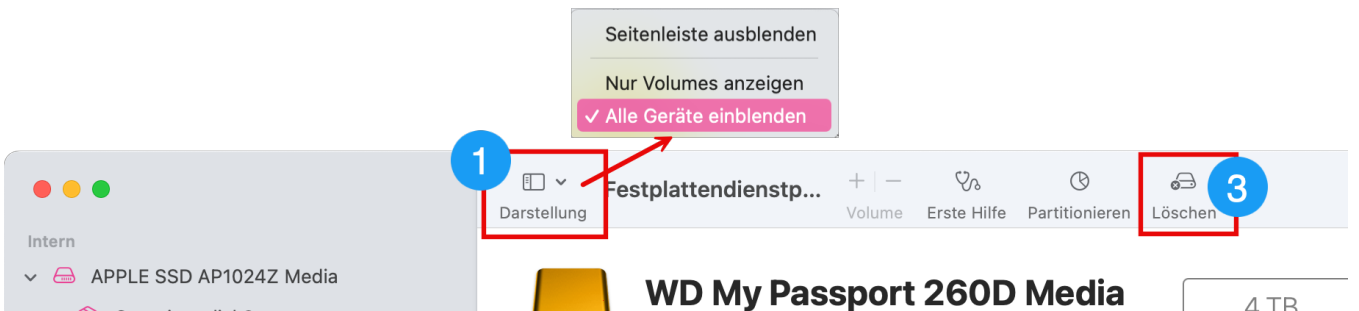 Seitenleiste ausblenden
Nur Volumes anzeigen
✓ Alle Geräte einblenden
1
Festplattendienstp...
3
Darstellung
Volume
Erste Hilfe
Partitionieren
Löschen
Intern
APPLE SSD AP1024Z Media
WD My Passport 260D Media
4 TB